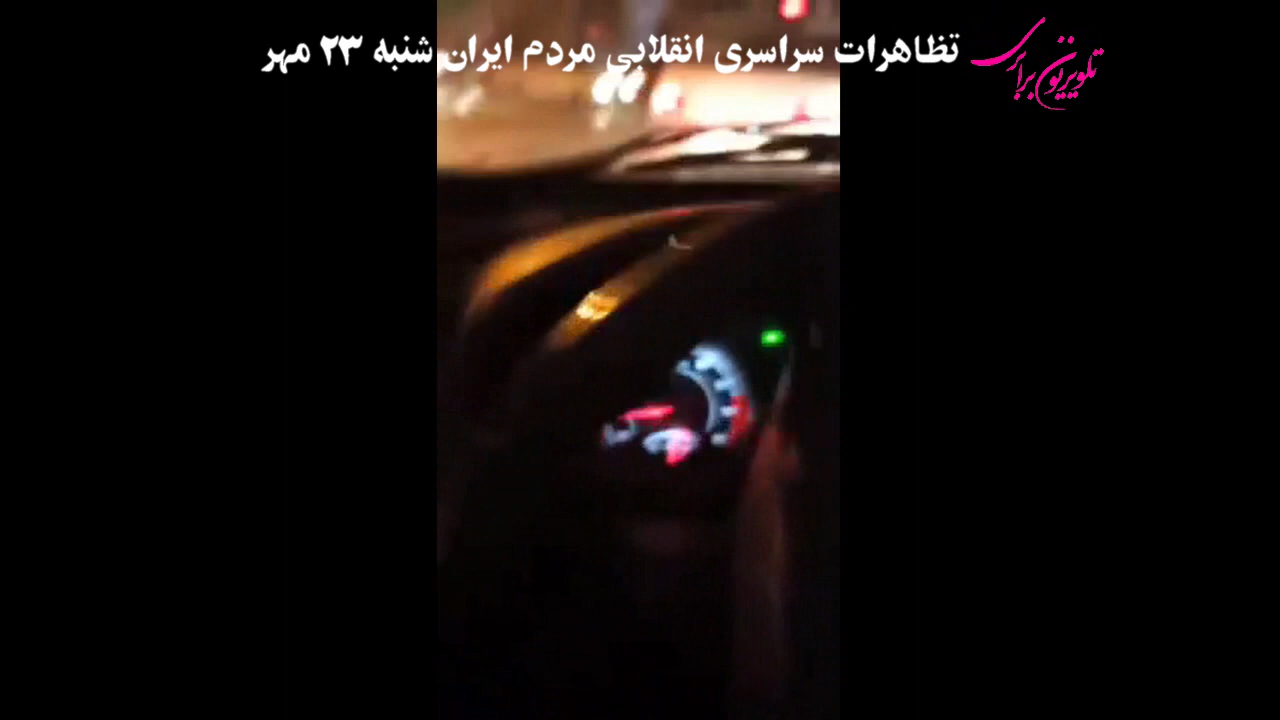 تظاهرات سراسری انقلابی مردم ایران شنبه ۲۳ مهر
تلویزیون برابری